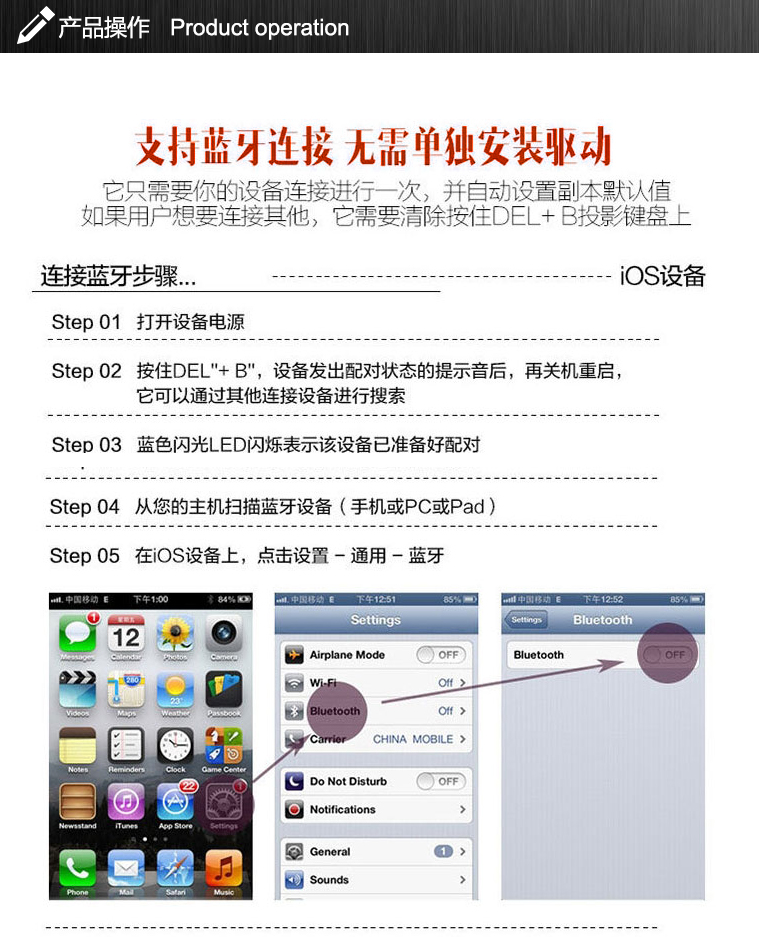 产品操作 Product operation
支持蓝牙连接 无需单独安装驱动
它只需要你的设备连接进行一次，并自动设置副本默认值
如果用户想要连接其他，它需要清除按住DEL+ B投影键盘上
连接蓝牙步骤... iOS设备
Step 01 打开设备电源
Step 02 按住DEL"+ B"，设备发出配对状态的提示音后，再关机重启，
它可以通过其他连接设备进行搜索
Step 03 蓝色闪光LED闪烁表示该设备已准备好配对
Step 04 从您的主机扫描蓝牙设备（手机或PC或Pad）
Step 05 在iOS设备上，点击设置 – 通用 – 蓝牙
中国移动 E 下午1:00 84%
1
星期五
12
Messages Calendar Photos Camera
280
23°
Videos Maps Weather Passbook
Notes Reminders Clock Game Center
22 1
Newsstand iTunes App Store Settings
Phone Mail Safari Music
中国移动 E 下午12:51 85%
Settings
Airplane Mode OFF
Wi-Fi Off
Bluetooth Off
Carrier CHINA MOBILE
Do Not Disturb OFF
Notifications
General 1
Sounds
中国移动 E 下午12:52 85%
Settings Bluetooth
Bluetooth OFF